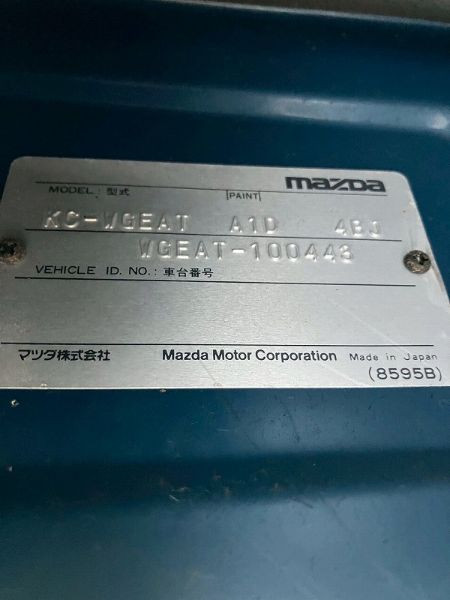 mazda
MODEL : 型式 PAINT
KC-WGEAT A1D 4BJ
WGEAT-100443
VEHICLE ID. NO. : 車台番号
マツダ株式会社 Mazda Motor Corporation Made in Japan
(8595B)